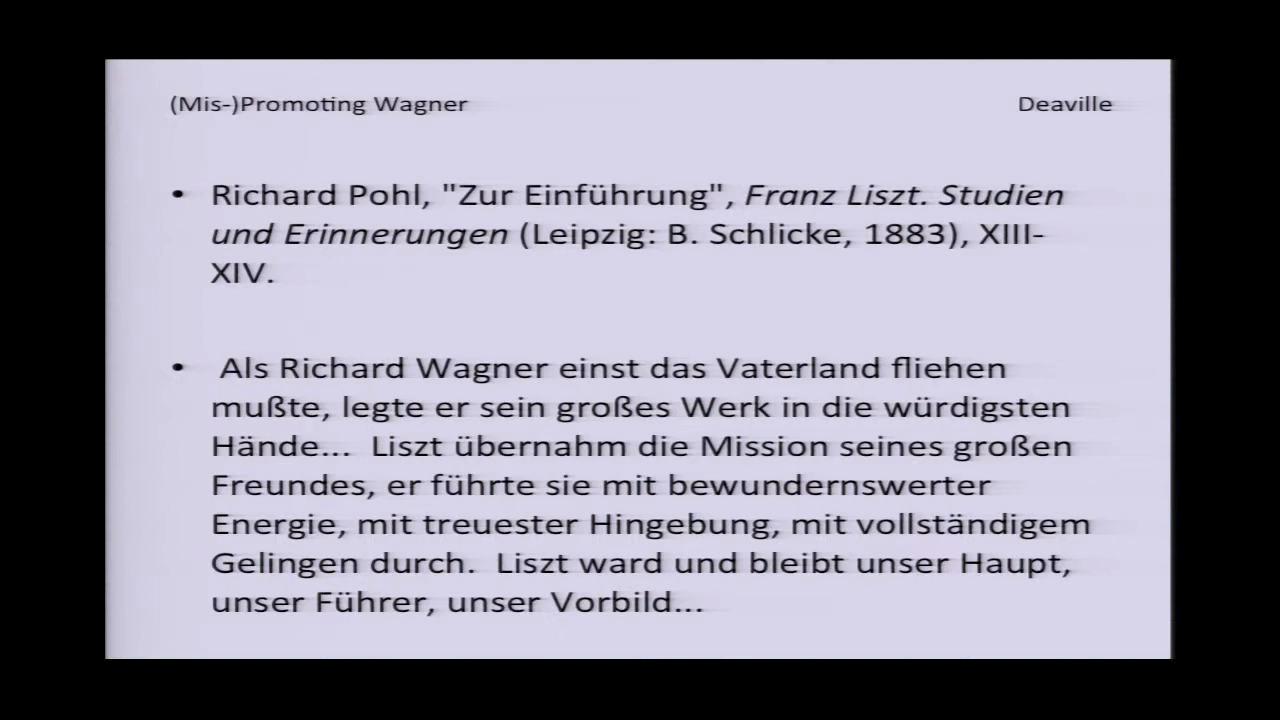 (Mis-)Promoting Wagner
Deaville
• Richard Pohl, "Zur Einführung", Franz Liszt. Studien
und Erinnerungen (Leipzig: B. Schlicke, 1883), XIII-
XIV.
• Als Richard Wagner einst das Vaterland fliehen
mußte, legte er sein großes Werk in die würdigsten
Hände... Liszt übernahm die Mission seines großen
Freundes, er führte sie mit bewundernswerter
Energie, mit treuester Hingebung, mit vollständigem
Gelingen durch. Liszt ward und bleibt unser Haupt,
unser Führer, unser Vorbild...